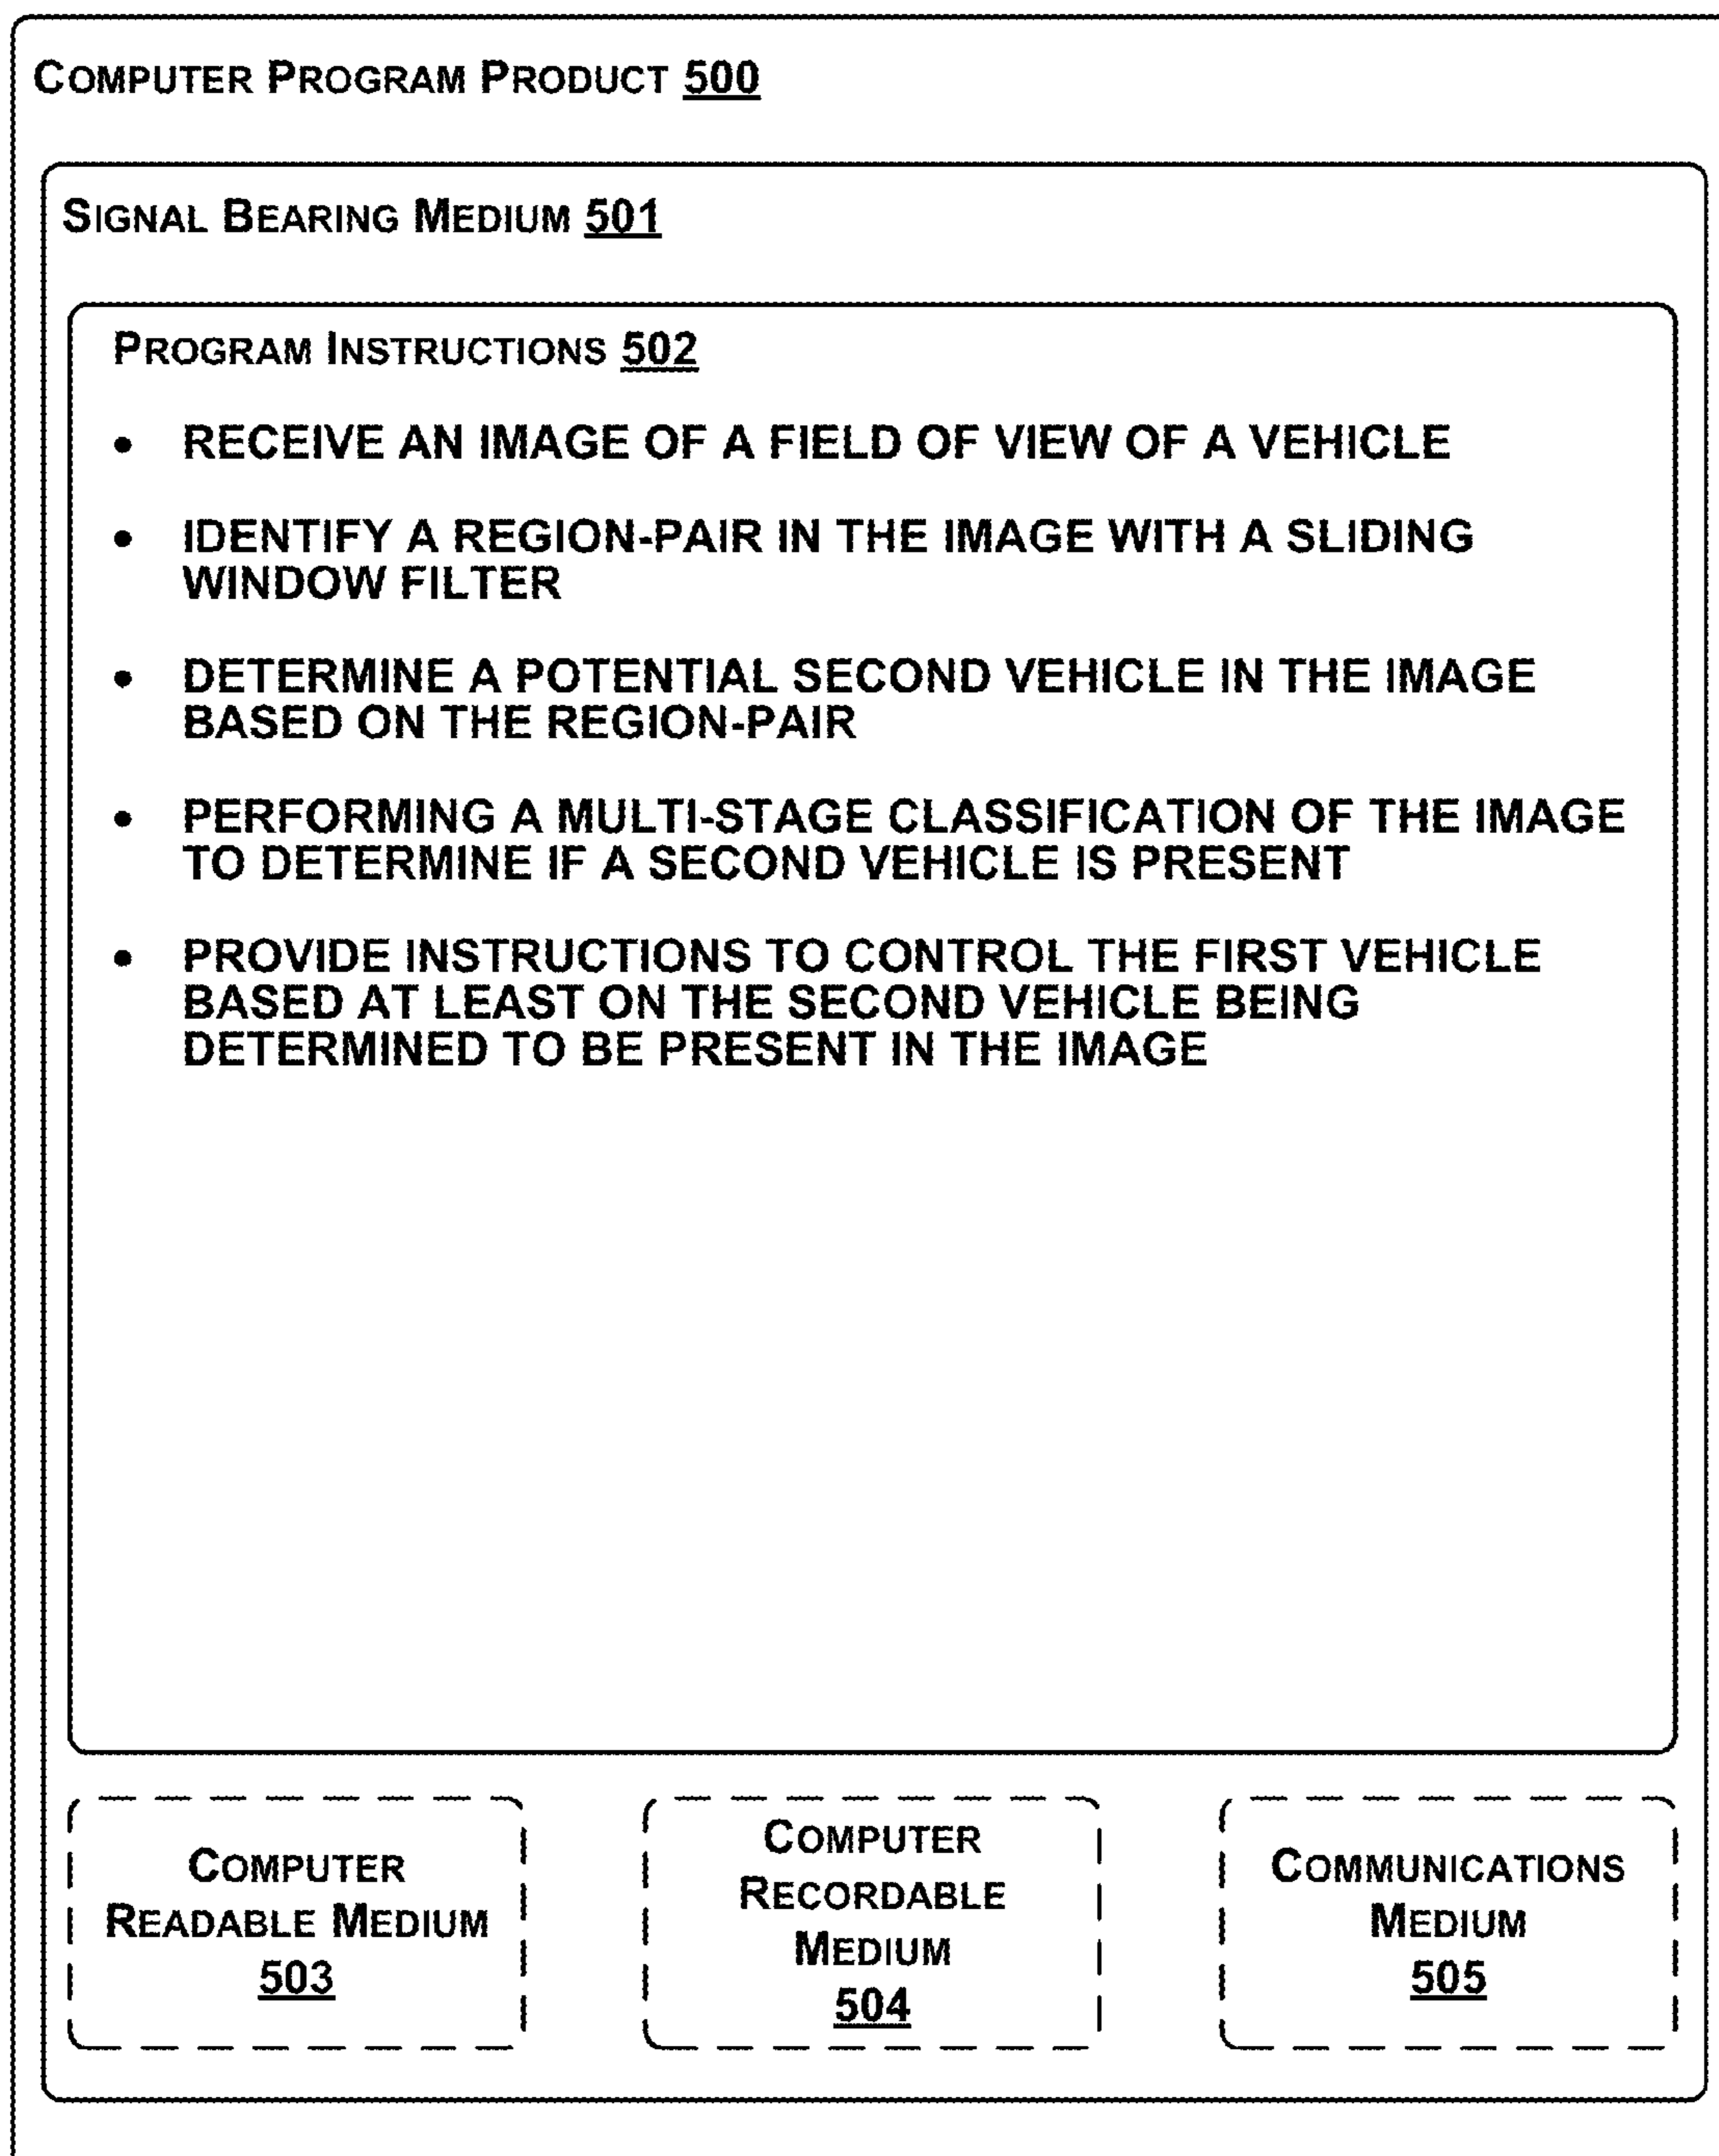 COMPUTER PROGRAM PRODUCT 500
SIGNAL BEARING MEDIUM 501
PROGRAM INSTRUCTIONS 502
• RECEIVE AN IMAGE OF A FIELD OF VIEW OF A VEHICLE
• IDENTIFY A REGION-PAIR IN THE IMAGE WITH A SLIDING
WINDOW FILTER
• DETERMINE A POTENTIAL SECOND VEHICLE IN THE IMAGE
BASED ON THE REGION-PAIR
• PERFORMING A MULTI-STAGE CLASSIFICATION OF THE IMAGE
TO DETERMINE IF A SECOND VEHICLE IS PRESENT
• PROVIDE INSTRUCTIONS TO CONTROL THE FIRST VEHICLE
BASED AT LEAST ON THE SECOND VEHICLE BEING
DETERMINED TO BE PRESENT IN THE IMAGE
COMPUTER
READABLE MEDIUM
503
COMPUTER
RECORDABLE
MEDIUM
504
COMMUNICATIONS
MEDIUM
505